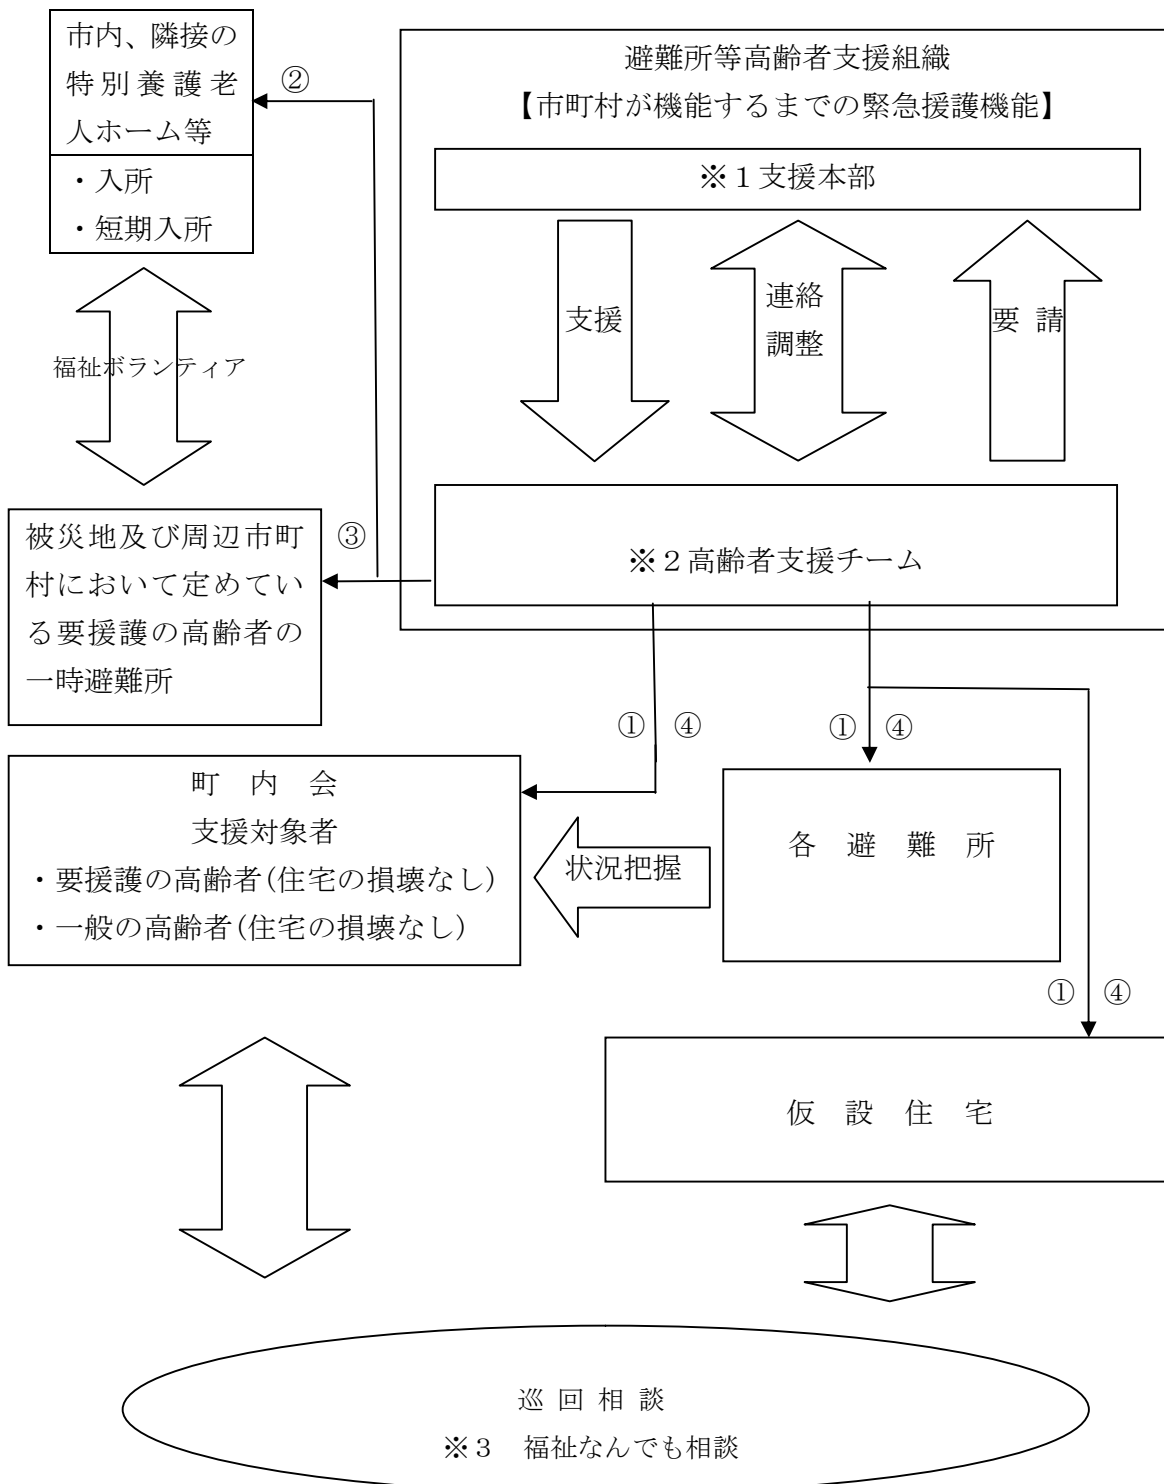 市内、隣接の
特別養護老
人ホーム等
・入所
・短期入所
②
避難所等高齢者支援組織
【市町村が機能するまでの緊急援護機能】
※１支援本部
支援
連絡
調整
要 請
福祉ボランティア
※２高齢者支援チーム
③
被災地及び周辺市町
村において定めてい
る要援護の高齢者の
一時避難所
① ④
① ④
町 内 会
支援対象者
・要援護の高齢者(住宅の損壊なし)
・一般の高齢者(住宅の損壊なし)
状況把握
各 避 難 所
① ④
仮 設 住 宅
巡 回 相 談
※３ 福祉なんでも相談